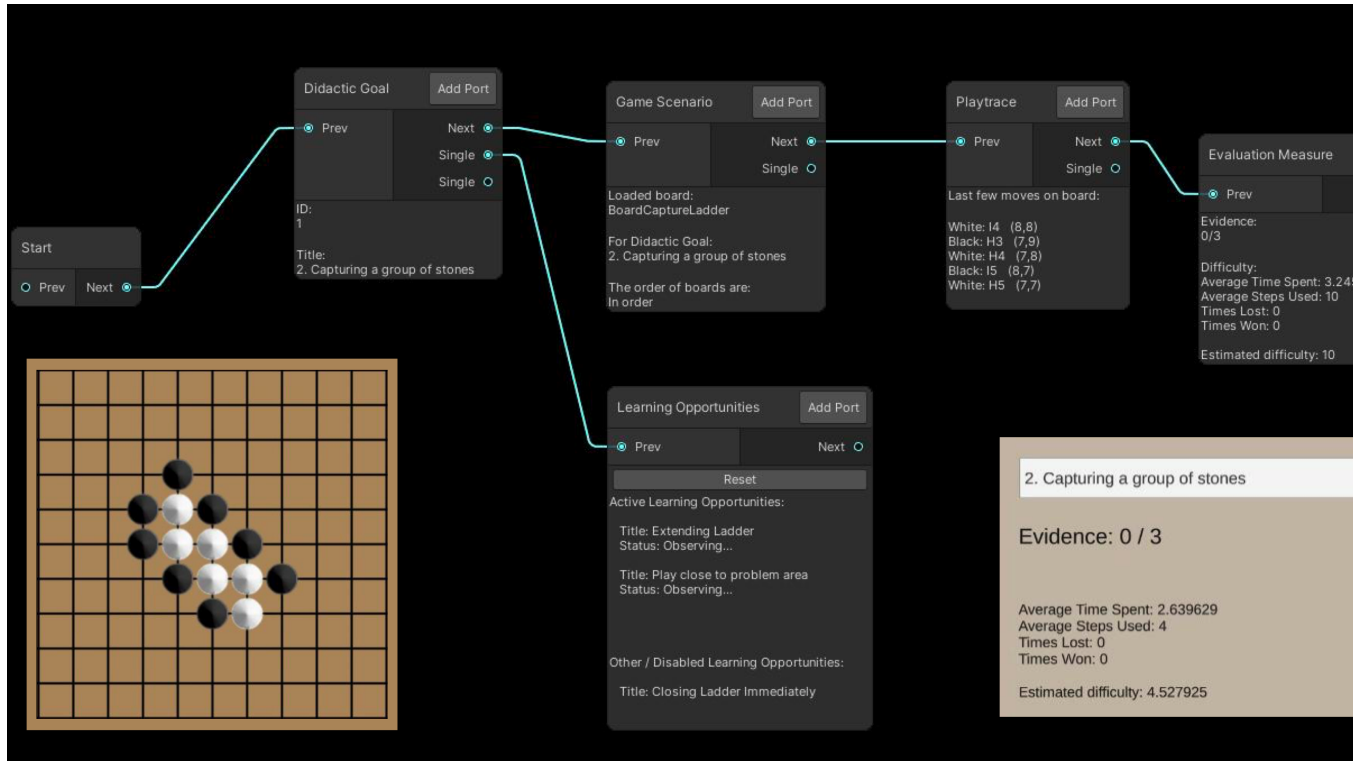 Start
Prev
Next
Didactic Goal
Add Port
Prev
Next
Single
Single
ID:
1
Title:
2. Capturing a group of stones
Game Scenario
Add Port
Prev
Next
Single
Loaded board:
BoardCaptureLadder
For Didactic Goal:
2. Capturing a group of stones
The order of boards are:
In order
Playtrace
Add Port
Prev
Next
Single
Last few moves on board:
White: I4 (8,8)
Black: H3 (7,9)
White: H4 (7,8)
Black: I5 (8,7)
White: H5 (7,7)
Evaluation Measure
Prev
Evidence:
0/3
Difficulty:
Average Time Spent: 3.245
Average Steps Used: 10
Times Lost: 0
Times Won: 0
Estimated difficulty: 10
Learning Opportunities
Add Port
Prev
Next
Reset
Active Learning Opportunities:
Title: Extending Ladder
Status: Observing...
Title: Play close to problem area
Status: Observing...
Other / Disabled Learning Opportunities:
Title: Closing Ladder Immediately
2. Capturing a group of stones
Evidence: 0 / 3
Average Time Spent: 2.639629
Average Steps Used: 4
Times Lost: 0
Times Won: 0
Estimated difficulty: 4.527925